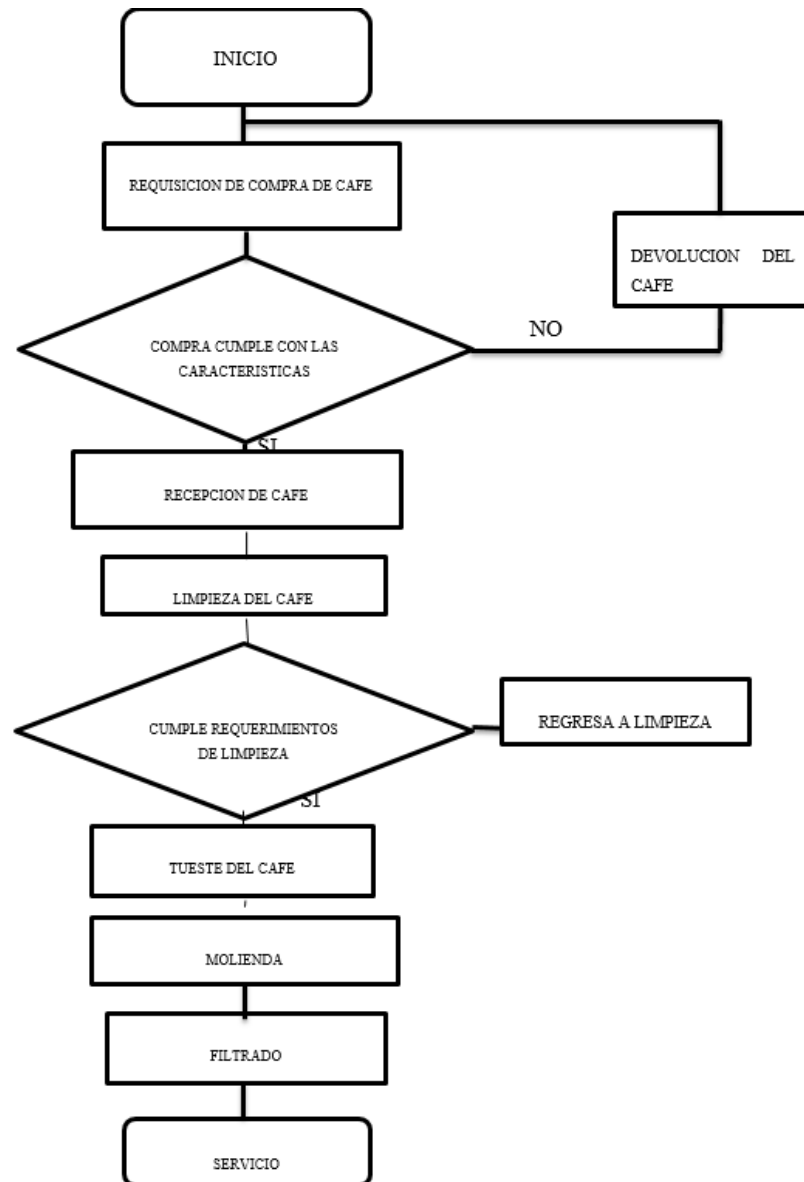 INICIO
REQUISICION DE COMPRA DE CAFE
DEVOLUCION DEL
CAFE
NO
COMPRA CUMPLE CON LAS
CARACTERISTICAS
SI
RECEPCION DE CAFE
LIMPIEZA DEL CAFE
CUMPLE REQUERIMIENTOS
DE LIMPIEZA
REGRESA A LIMPIEZA
SI
TUESTE DEL CAFE
MOLIENDA
FILTRADO
SERVICIO